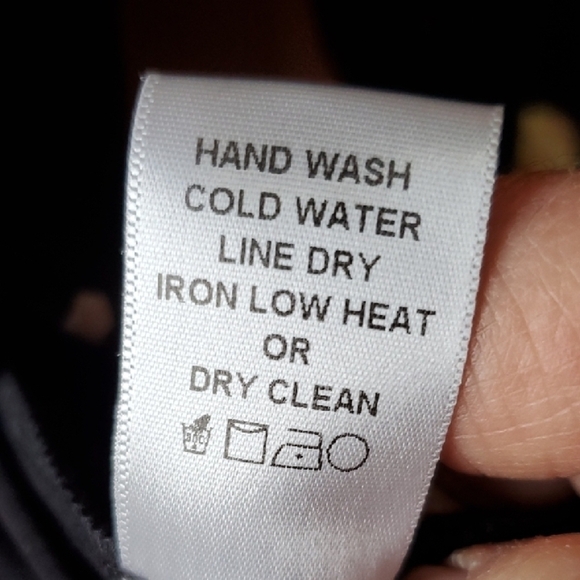 HAND WASH
COLD WATER
LINE DRY
IRON LOW HEAT
OR
DRY CLEAN